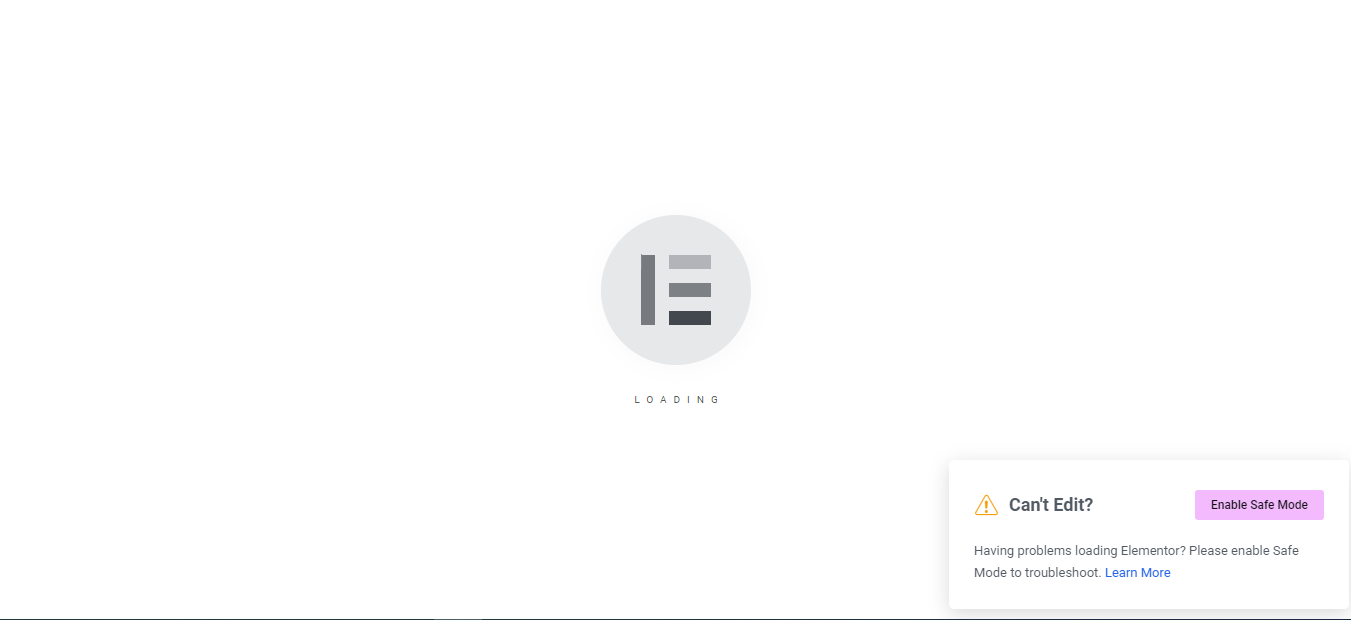 LOADING
Can't Edit?
Enable Safe Mode
Having problems loading Elementor? Please enable Safe
Mode to troubleshoot. Learn More